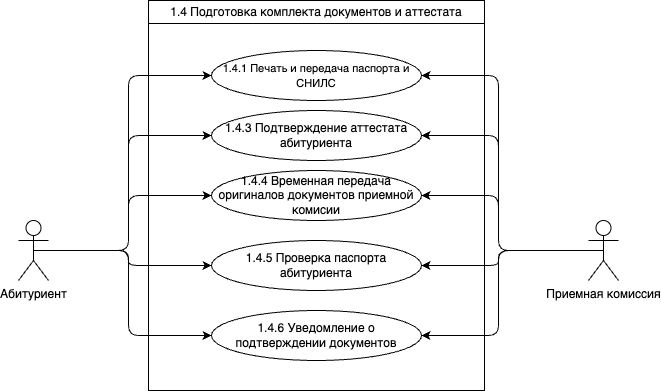 1.4 Подготовка комплекта документов и аттестата
1.4.1 Печать и передача паспорта и
СНИЛС
1.4.3 Подтверждение аттестата
абитуриента
1.4.4 Временная передача
оригиналов документов приемной
комисии
1.4.5 Проверка паспорта
абитуриента
1.4.6 Уведомление о
подтверждении документов
Абитуриент
Приемная комиссия